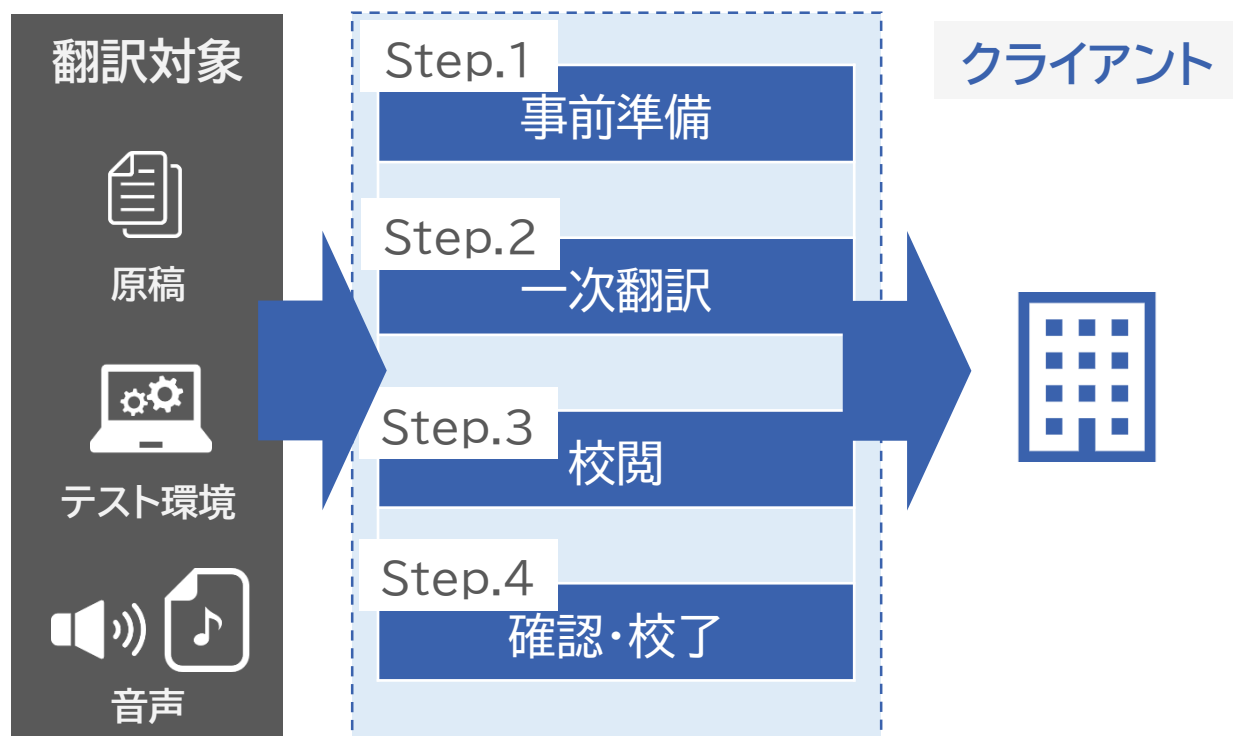 翻訳対象
原稿
テスト環境
音声
Step.1
事前準備
Step.2
一次翻訳
Step.3
校閲
Step.4
確認・校了
クライアント